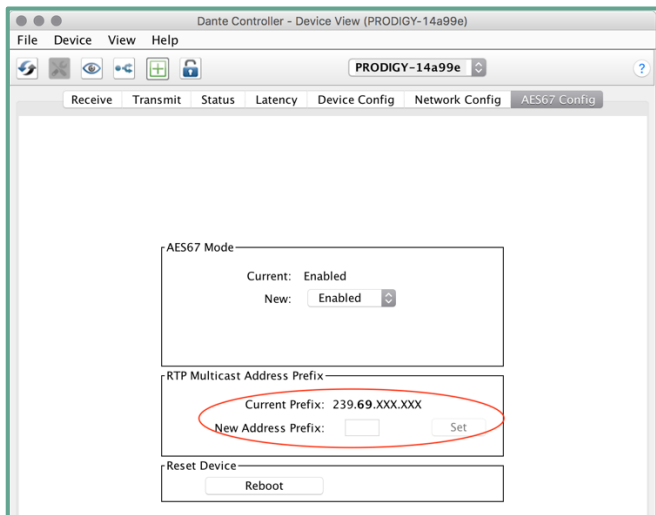 Dante Controller - Device View (PRODIGY-14a99e)
File Device View Help
PRODIGY-14a99e
?
Receive Transmit Status Latency Device Config Network Config AES67 Config
AES67 Mode
Current: Enabled
New: Enabled
RTP Multicast Address Prefix
Current Prefix: 239.69.XXX.XXX
New Address Prefix: Set
Reset Device
Reboot